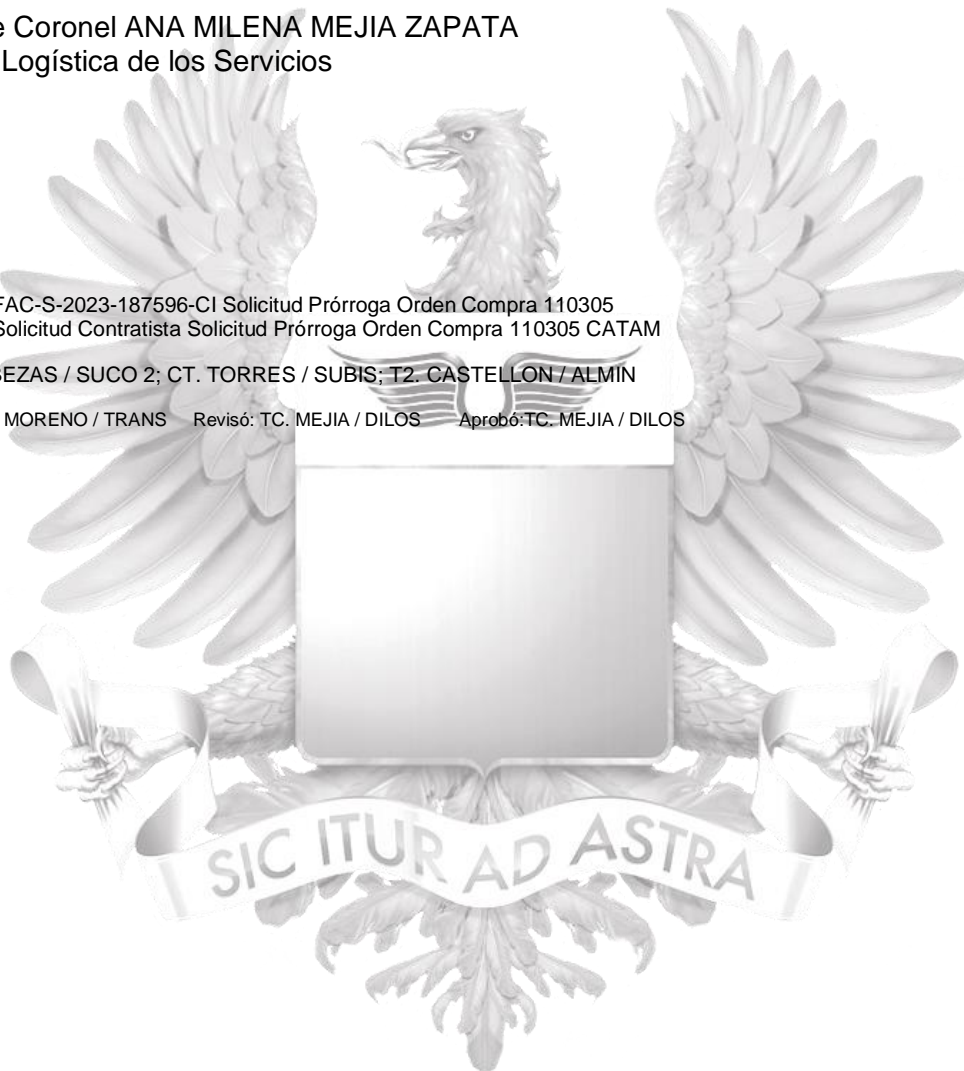 e Coronel ANA MILENA MEJIA ZAPATA
Logística de los Servicios
FAC-S-2023-187596-CI Solicitud Prórroga Orden Compra 110305
Solicitud Contratista Solicitud Prórroga Orden Compra 110305 CATAM
BEZAS / SUCO 2; CT. TORRES / SUBIS; T2. CASTELLON / ALMIN
MORENO / TRANS Revisó: TC. MEJIA / DILOS Aprobó:TC. MEJIA / DILOS
SIC ITUR AD ASTRA